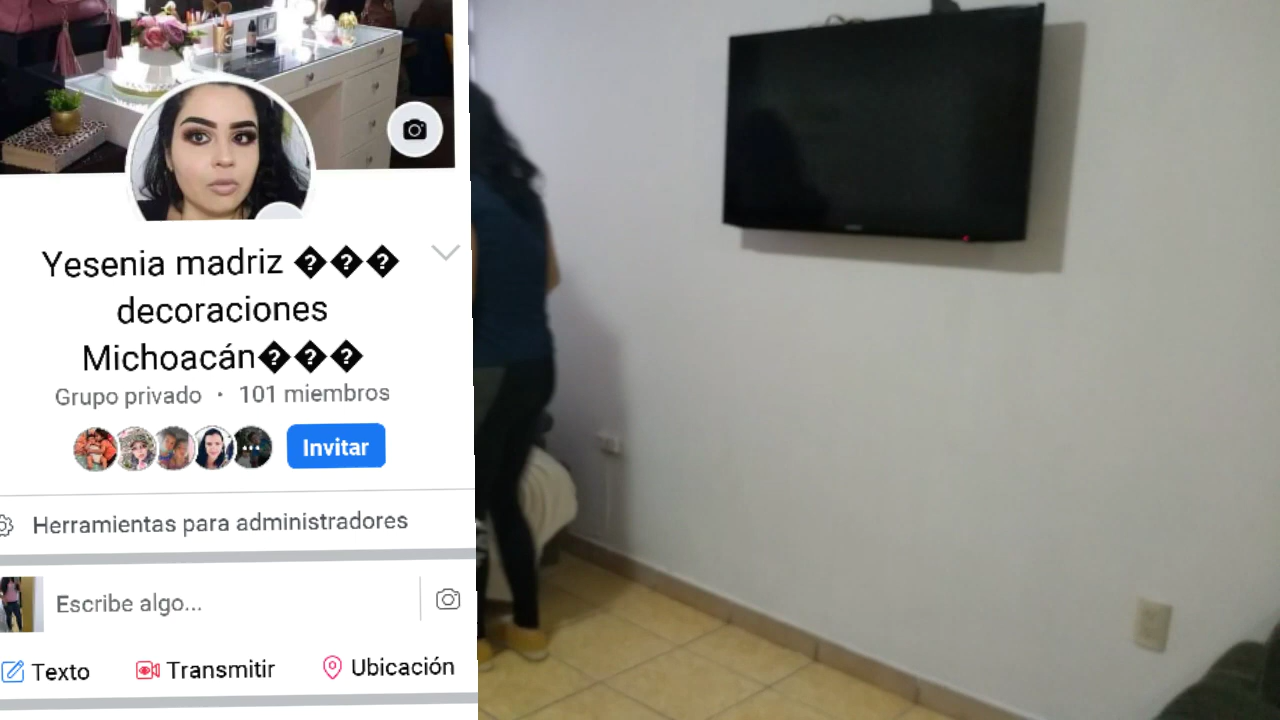 Yesenia madriz ���
decoraciones
Michoacán���
Grupo privado · 101 miembros
Invitar
Herramientas para administradores
Escribe algo...
Texto
Transmitir
Ubicación